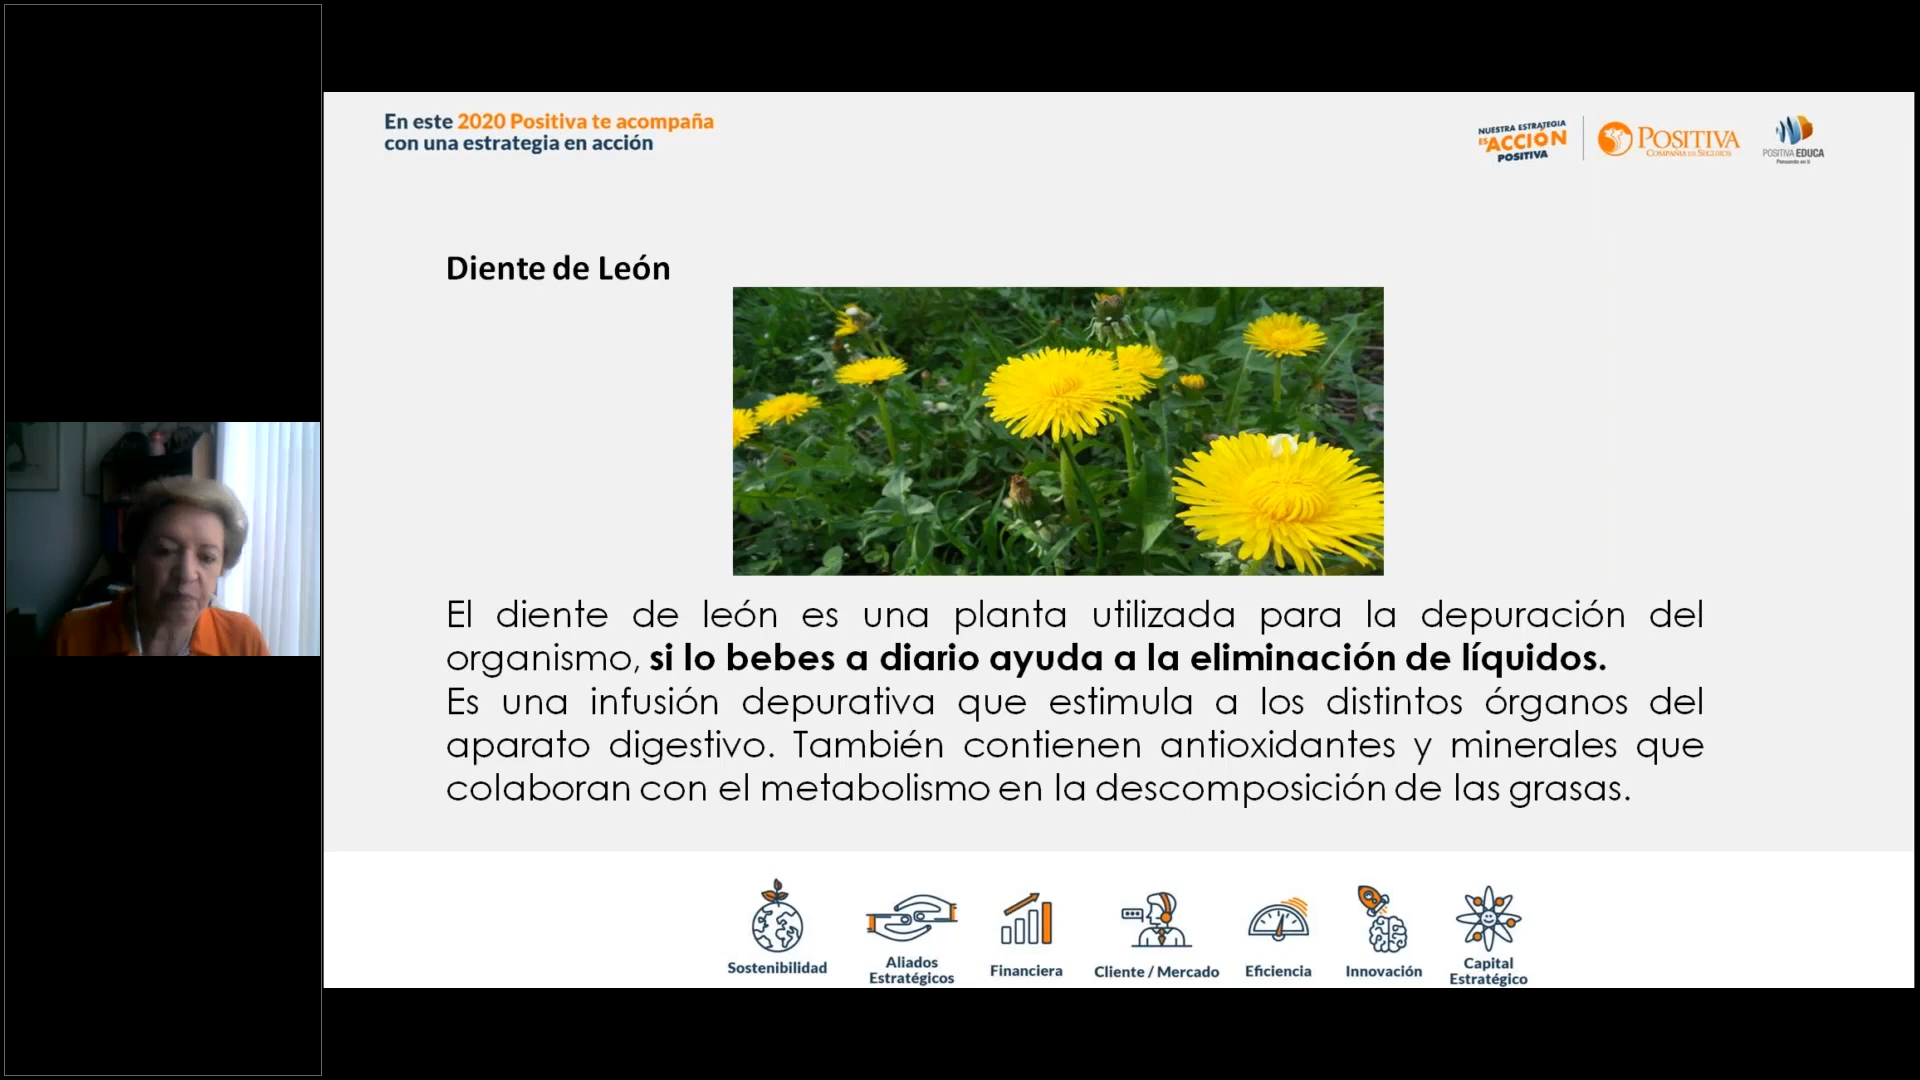 En este 2020 Positiva te acompaña
con una estrategia en acción
NUESTRA ESTRATEGIA
ES ACCIÓN
POSITIVA
POSITIVA
COMPAÑIA DE SEGUROS
POSITIVA EDUCA
Pensando en ti
Diente de León
El diente de león es una planta utilizada para la depuración del
organismo, si lo bebes a diario ayuda a la eliminación de líquidos.
Es una infusión depurativa que estimula a los distintos órganos del
aparato digestivo. También contienen antioxidantes y minerales que
colaboran con el metabolismo en la descomposición de las grasas.
Sostenibilidad
Aliados
Estratégicos
Financiera
Cliente / Mercado
Eficiencia
Innovación
Capital
Estratégico